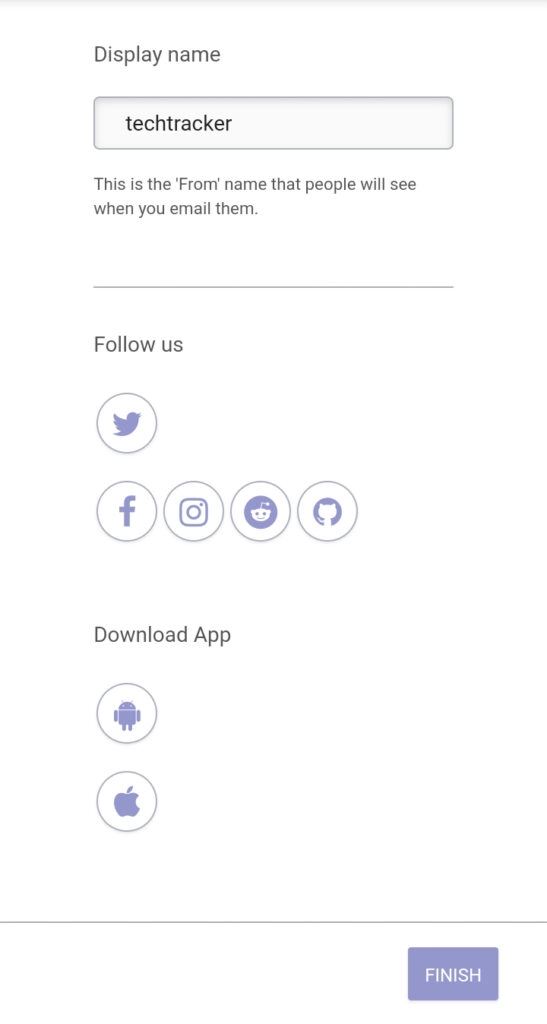 Display name
techtracker
This is the 'From' name that people will see
when you email them.
Follow us
Download App
FINISH